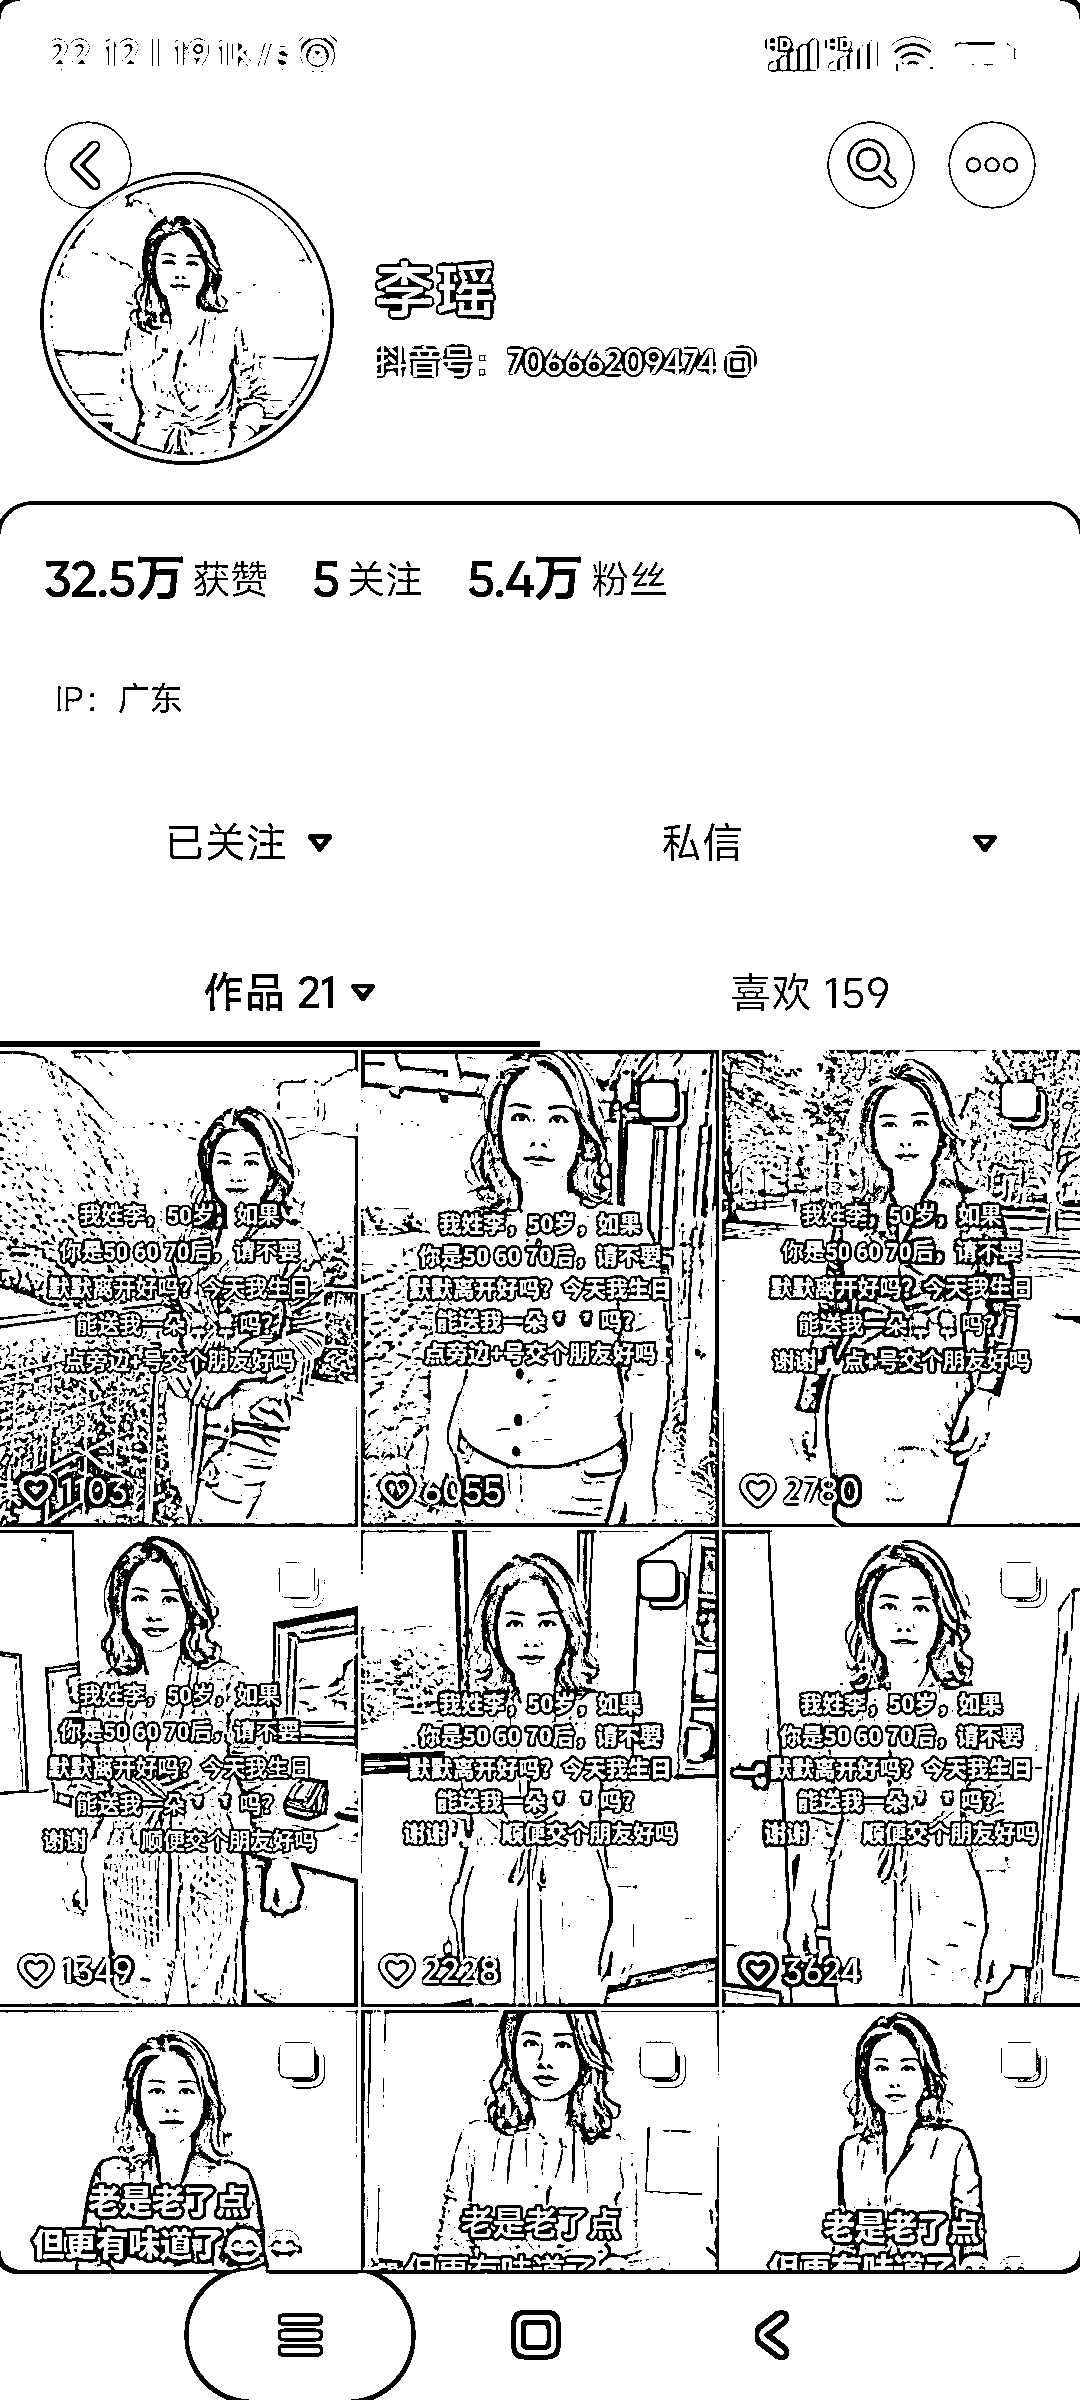 22 12 | 191K/s
李瑶
抖音号：70666209474
32.5万 获赞 5 关注 5.4万 粉丝
IP：广东
已关注 私信
作品 21 喜欢 159
我姓李，50岁，如果
你是50 60 70后，请不要
默默离开好吗？今天我生日
能送我一朵 吗？
点旁边+号交个朋友好吗
1103
我姓李，50岁，如果
你是50 60 70后，请不要
默默离开好吗？今天我生日
能送我一朵 吗？
点旁边+号交个朋友好吗
6055
我姓李，50岁，如果
你是50 60 70后，请不要
默默离开好吗？今天我生日
能送我一朵 吗？
谢谢 点+号交个朋友好吗
2780
我姓李，50岁，如果
你是50 60 70后，请不要
默默离开好吗？今天我生日
能送我一朵 吗？
谢谢 顺便交个朋友好吗
1349
我姓李，50岁，如果
你是50 60 70后，请不要
默默离开好吗？今天我生日
能送我一朵 吗？
谢谢 顺便交个朋友好吗
2228
我姓李，50岁，如果
你是50 60 70后，请不要
默默离开好吗？今天我生日
能送我一朵 吗？
谢谢 顺便交个朋友好吗
3624
老是老了点
但更有味道了
老是老了点
但更有味道了
老是老了点
但更有味道了